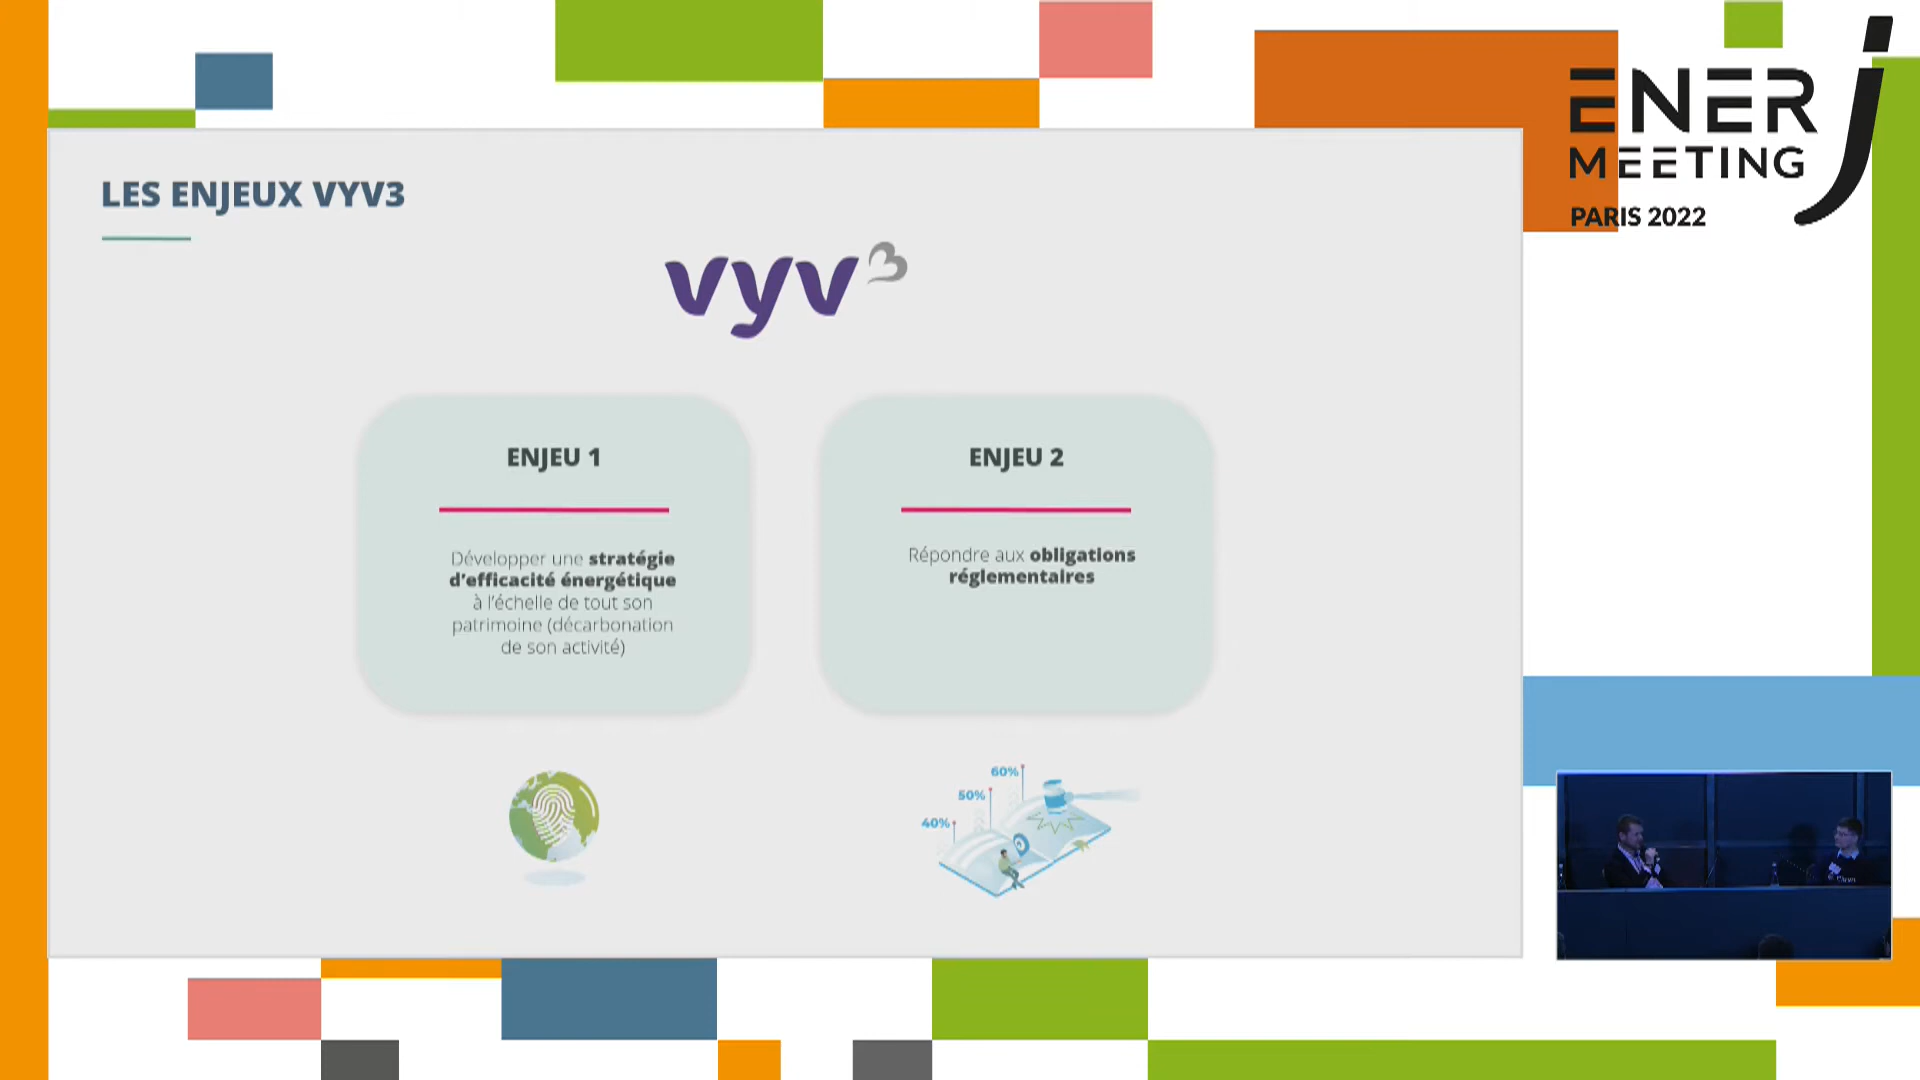 ENER J
MEETING
PARIS 2022
LES ENJEUX VYV3
vyv3
ENJEU 1
Développer une stratégie
d'efficacité énergétique
à l'échelle de tout son
patrimoine (décarbonation
de son activité)
ENJEU 2
Répondre aux obligations
réglementaires
60%
50%
40%